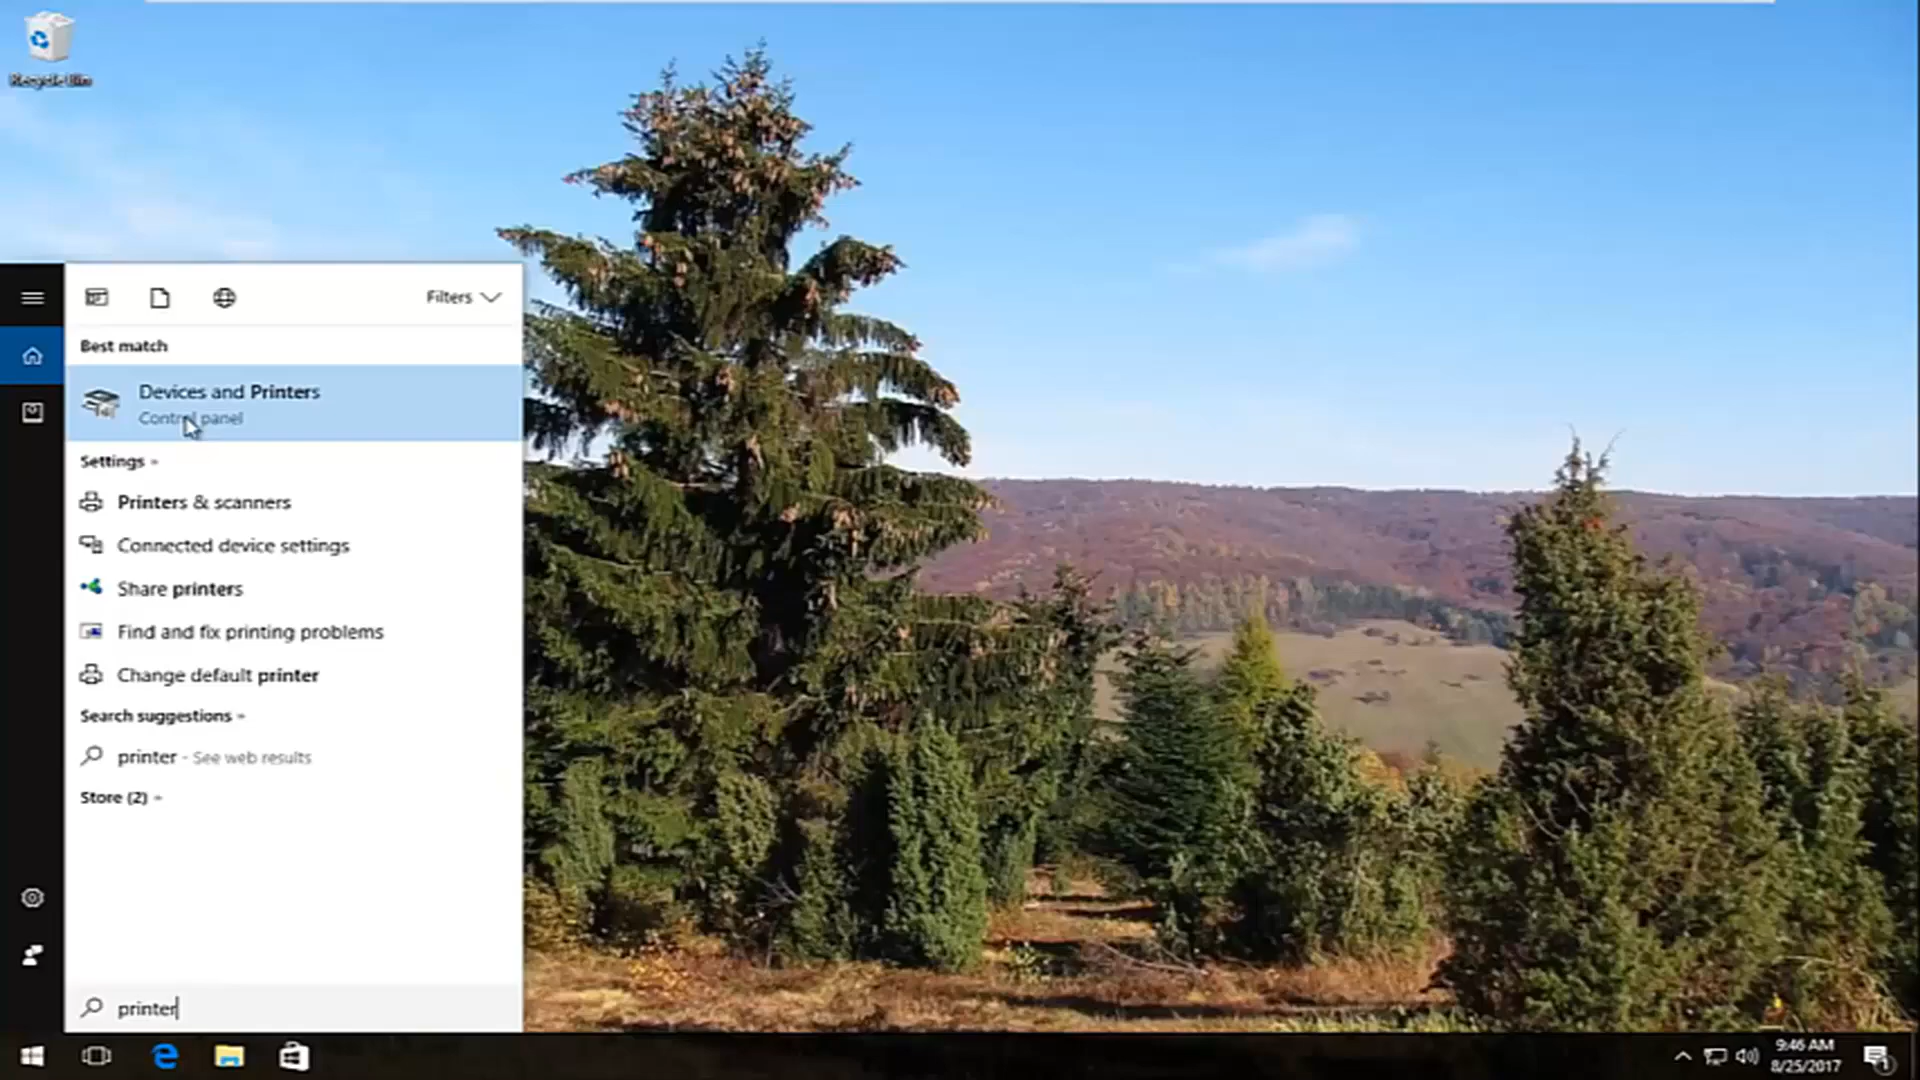 Recycle Bin
Filters
Best match
Devices and Printers
Control panel
Settings
Printers & scanners
Connected device settings
Share printers
Find and fix printing problems
Change default printer
Search suggestions
printer - See web results
Store (2)
printer
9:46 AM
8/25/2017
1